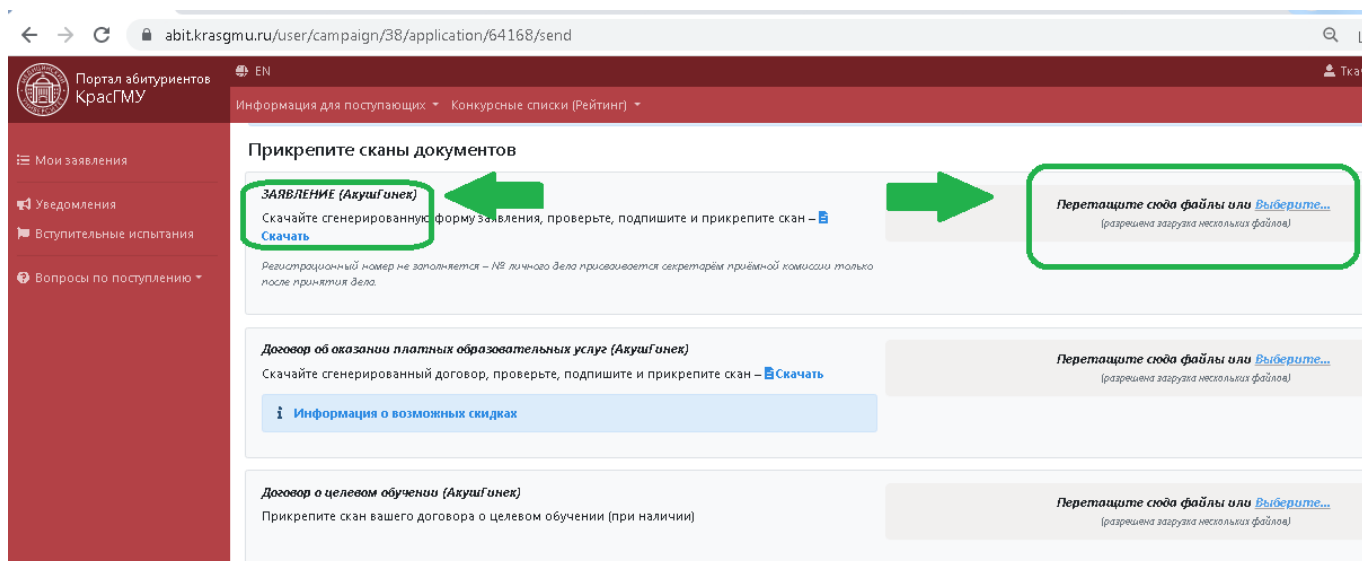 abit.krasgmu.ru/user/campaign/38/application/64168/send
Портал абитуриентов
КрасГМУ
EN
Информация для поступающих
Конкурсные списки (Рейтинг)
Мои заявления
Уведомления
Вступительные испытания
Вопросы по поступлению
Прикрепите сканы документов
ЗАЯВЛЕНИЕ (АкушГинек)
Скачайте сгенерированную форму заявления, проверьте, подпишите и прикрепите скан –
Скачать
Регистрационный номер не заполняется – № личного дела присваивается секретарём приёмной комиссии только
после принятия дела.
Перетащите сюда файлы или Выберите...
(разрешена загрузка нескольких файлов)
Договор об оказании платных образовательных услуг (АкушГинек)
Скачайте сгенерированный договор, проверьте, подпишите и прикрепите скан – Скачать
i Информация о возможных скидках
Перетащите сюда файлы или Выберите...
(разрешена загрузка нескольких файлов)
Договор о целевом обучении (АкушГинек)
Прикрепите скан вашего договора о целевом обучении (при наличии)
Перетащите сюда файлы или Выберите...
(разрешена загрузка нескольких файлов)